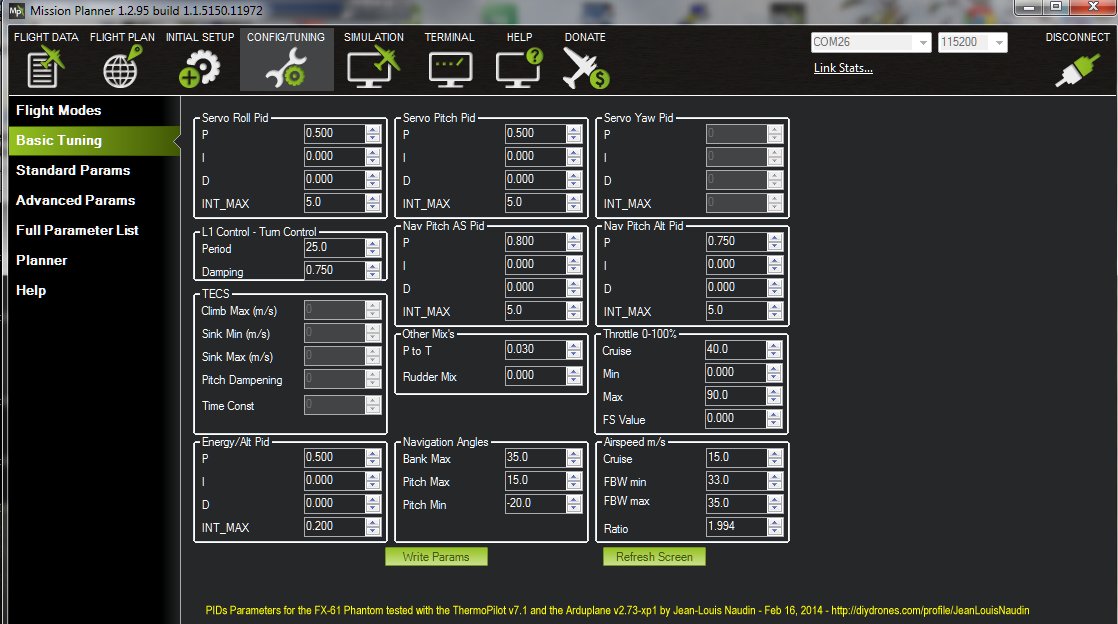 Mp Mission Planner 1.2.95 build 1.1.5150.11972
FLIGHT DATA FLIGHT PLAN INITIAL SETUP CONFIG/TUNING SIMULATION TERMINAL HELP DONATE COM26 115200 DISCONNECT
Link Stats...
Flight Modes
Basic Tuning
Standard Params
Advanced Params
Full Parameter List
Planner
Help
Servo Roll Pid
P 0.500
I 0.000
D 0.000
INT_MAX 5.0
Servo Pitch Pid
P 0.500
I 0.000
D 0.000
INT_MAX 5.0
Servo Yaw Pid
P 0
I 0
D 0
INT_MAX 0
L1 Control - Turn Control
Period 25.0
Damping 0.750
Nav Pitch AS Pid
P 0.800
I 0.000
D 0.000
INT_MAX 5.0
Nav Pitch Alt Pid
P 0.750
I 0.000
D 0.000
INT_MAX 5.0
TECS
Climb Max (m/s) 0
Sink Min (m/s) 0
Sink Max (m/s) 0
Pitch Dampening 0
Time Const 0
Other Mix's
P to T 0.030
Rudder Mix 0.000
Throttle 0-100%
Cruise 40.0
Min 0.000
Max 90.0
FS Value 0.000
Energy/Alt Pid
P 0.500
I 0.000
D 0.000
INT_MAX 0.200
Navigation Angles
Bank Max 35.0
Pitch Max 15.0
Pitch Min -20.0
Airspeed m/s
Cruise 15.0
FBW min 33.0
FBW max 35.0
Ratio 1.994
Write Params
Refresh Screen
PIDs Parameters for the FX-61 Phantom tested with the ThermoPilot v7.1 and the Arduplane v2.73-xp1 by Jean-Louis Naudin - Feb 16, 2014 - http://diydrones.com/profile/JeanLouisNaudin